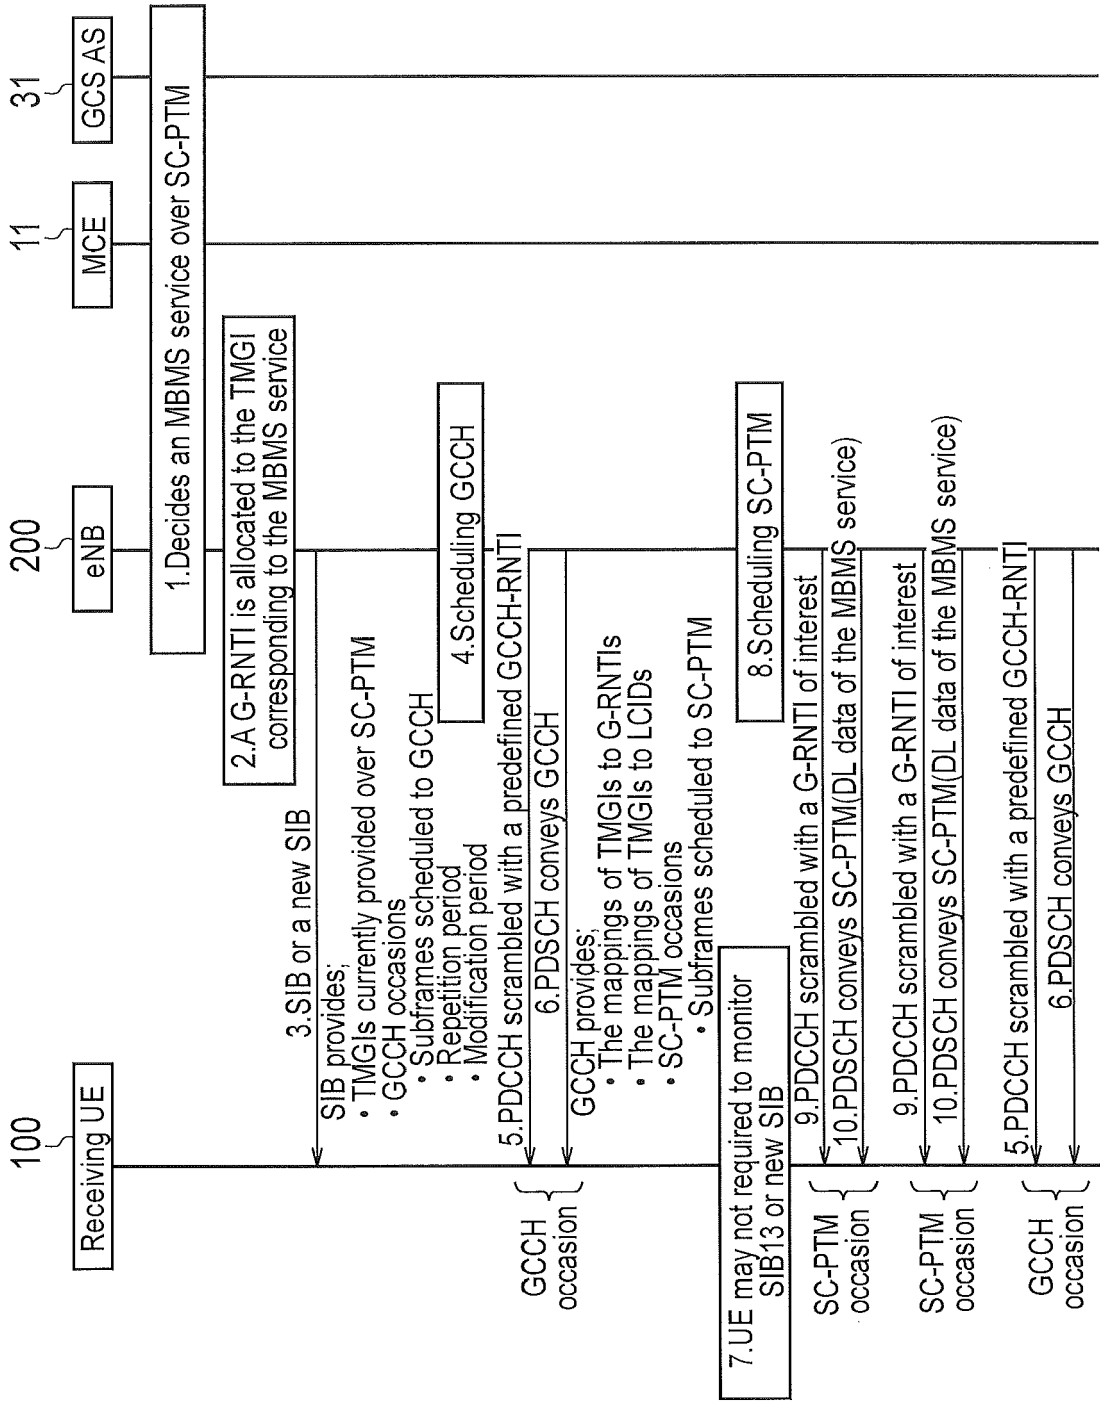 100
200
11
31
Receiving UE
eNB
MCE
GCS AS
1.Decides an MBMS service over SC-PTM
2.A G-RNTI is allocated to the TMGI
corresponding to the MBMS service
3.SIB or a new SIB
SIB provides;
• TMGIs currently provided over SC-PTM
• GCCH occasions
• Subframes scheduled to GCCH
• Repetition period
• Modification period
4.Scheduling GCCH
5.PDCCH scrambled with a predefined GCCH-RNTI
6.PDSCH conveys GCCH
GCCH
occasion
GCCH provides;
• The mappings of TMGIs to G-RNTIs
• The mappings of TMGIs to LCIDs
• SC-PTM occasions
• Subframes scheduled to SC-PTM
7.UE may not required to monitor
SIB13 or new SIB
8.Scheduling SC-PTM
9.PDCCH scrambled with a G-RNTI of interest
10.PDSCH conveys SC-PTM(DL data of the MBMS service)
SC-PTM
occasion
9.PDCCH scrambled with a G-RNTI of interest
10.PDSCH conveys SC-PTM(DL data of the MBMS service)
SC-PTM
occasion
5.PDCCH scrambled with a predefined GCCH-RNTI
6.PDSCH conveys GCCH
GCCH
occasion